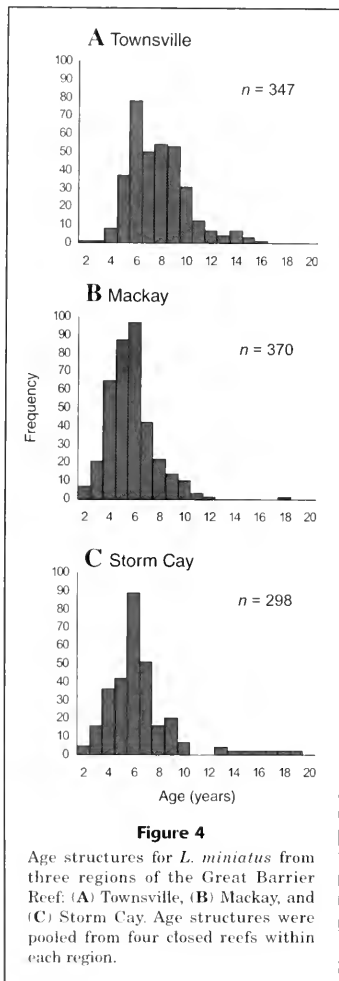 A Townsville
100
90
80
70
60
50
40
30
20
10
0
n = 347
2 4 6 8 10 12 14 16 18 20
B Mackay
Frequency
100
90
80
70
60
50
40
30
20
10
0
n = 370
2 4 6 8 10 12 14 16 18 20
C Storm Cay
100
90
80
70
60
50
40
30
20
10
0
n = 298
2 4 6 8 10 12 14 16 18 20
Age (years)
Figure 4
Age structures for L. miniatus from
three regions of the Great Barrier
Reef: (A) Townsville, (B) Mackay, and
(C) Storm Cay. Age structures were
pooled from four closed reefs within
each region.